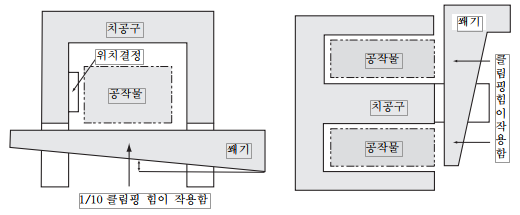 치공구
위치결정
공작물
쐐기
1/10 클림핑 힘이 작용함
쐐기
공작물
치공구
공작물
클림핑 힘이 작용함